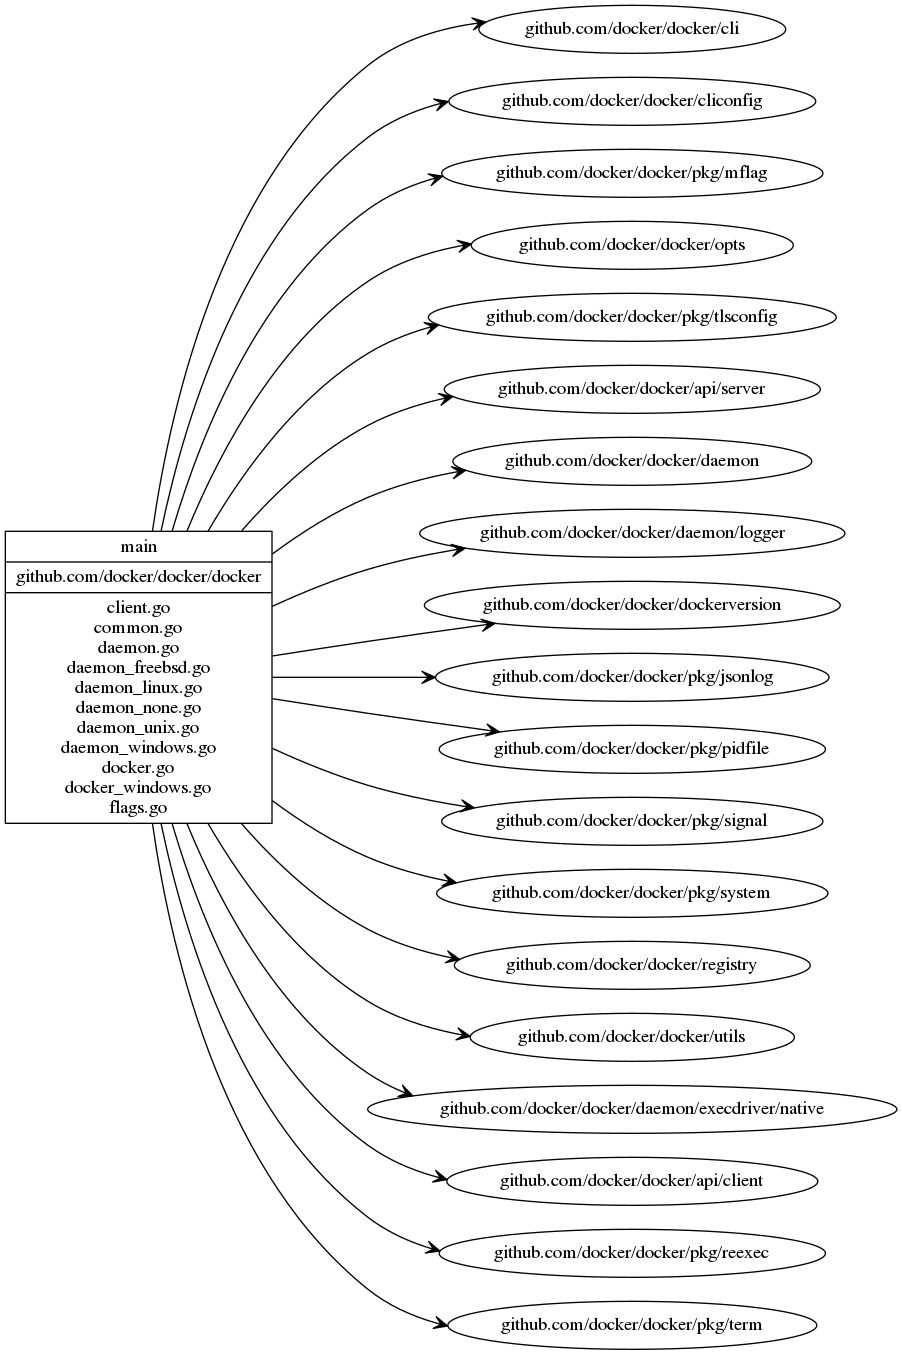 main
github.com/docker/docker/docker
client.go
common.go
daemon.go
daemon_freebsd.go
daemon_linux.go
daemon_none.go
daemon_unix.go
daemon_windows.go
docker.go
docker_windows.go
flags.go
github.com/docker/docker/cli
github.com/docker/docker/cliconfig
github.com/docker/docker/pkg/mflag
github.com/docker/docker/opts
github.com/docker/docker/pkg/tlsconfig
github.com/docker/docker/api/server
github.com/docker/docker/daemon
github.com/docker/docker/daemon/logger
github.com/docker/docker/dockerversion
github.com/docker/docker/pkg/jsonlog
github.com/docker/docker/pkg/pidfile
github.com/docker/docker/pkg/signal
github.com/docker/docker/pkg/system
github.com/docker/docker/registry
github.com/docker/docker/utils
github.com/docker/docker/daemon/execdriver/native
github.com/docker/docker/api/client
github.com/docker/docker/pkg/reexec
github.com/docker/docker/pkg/term